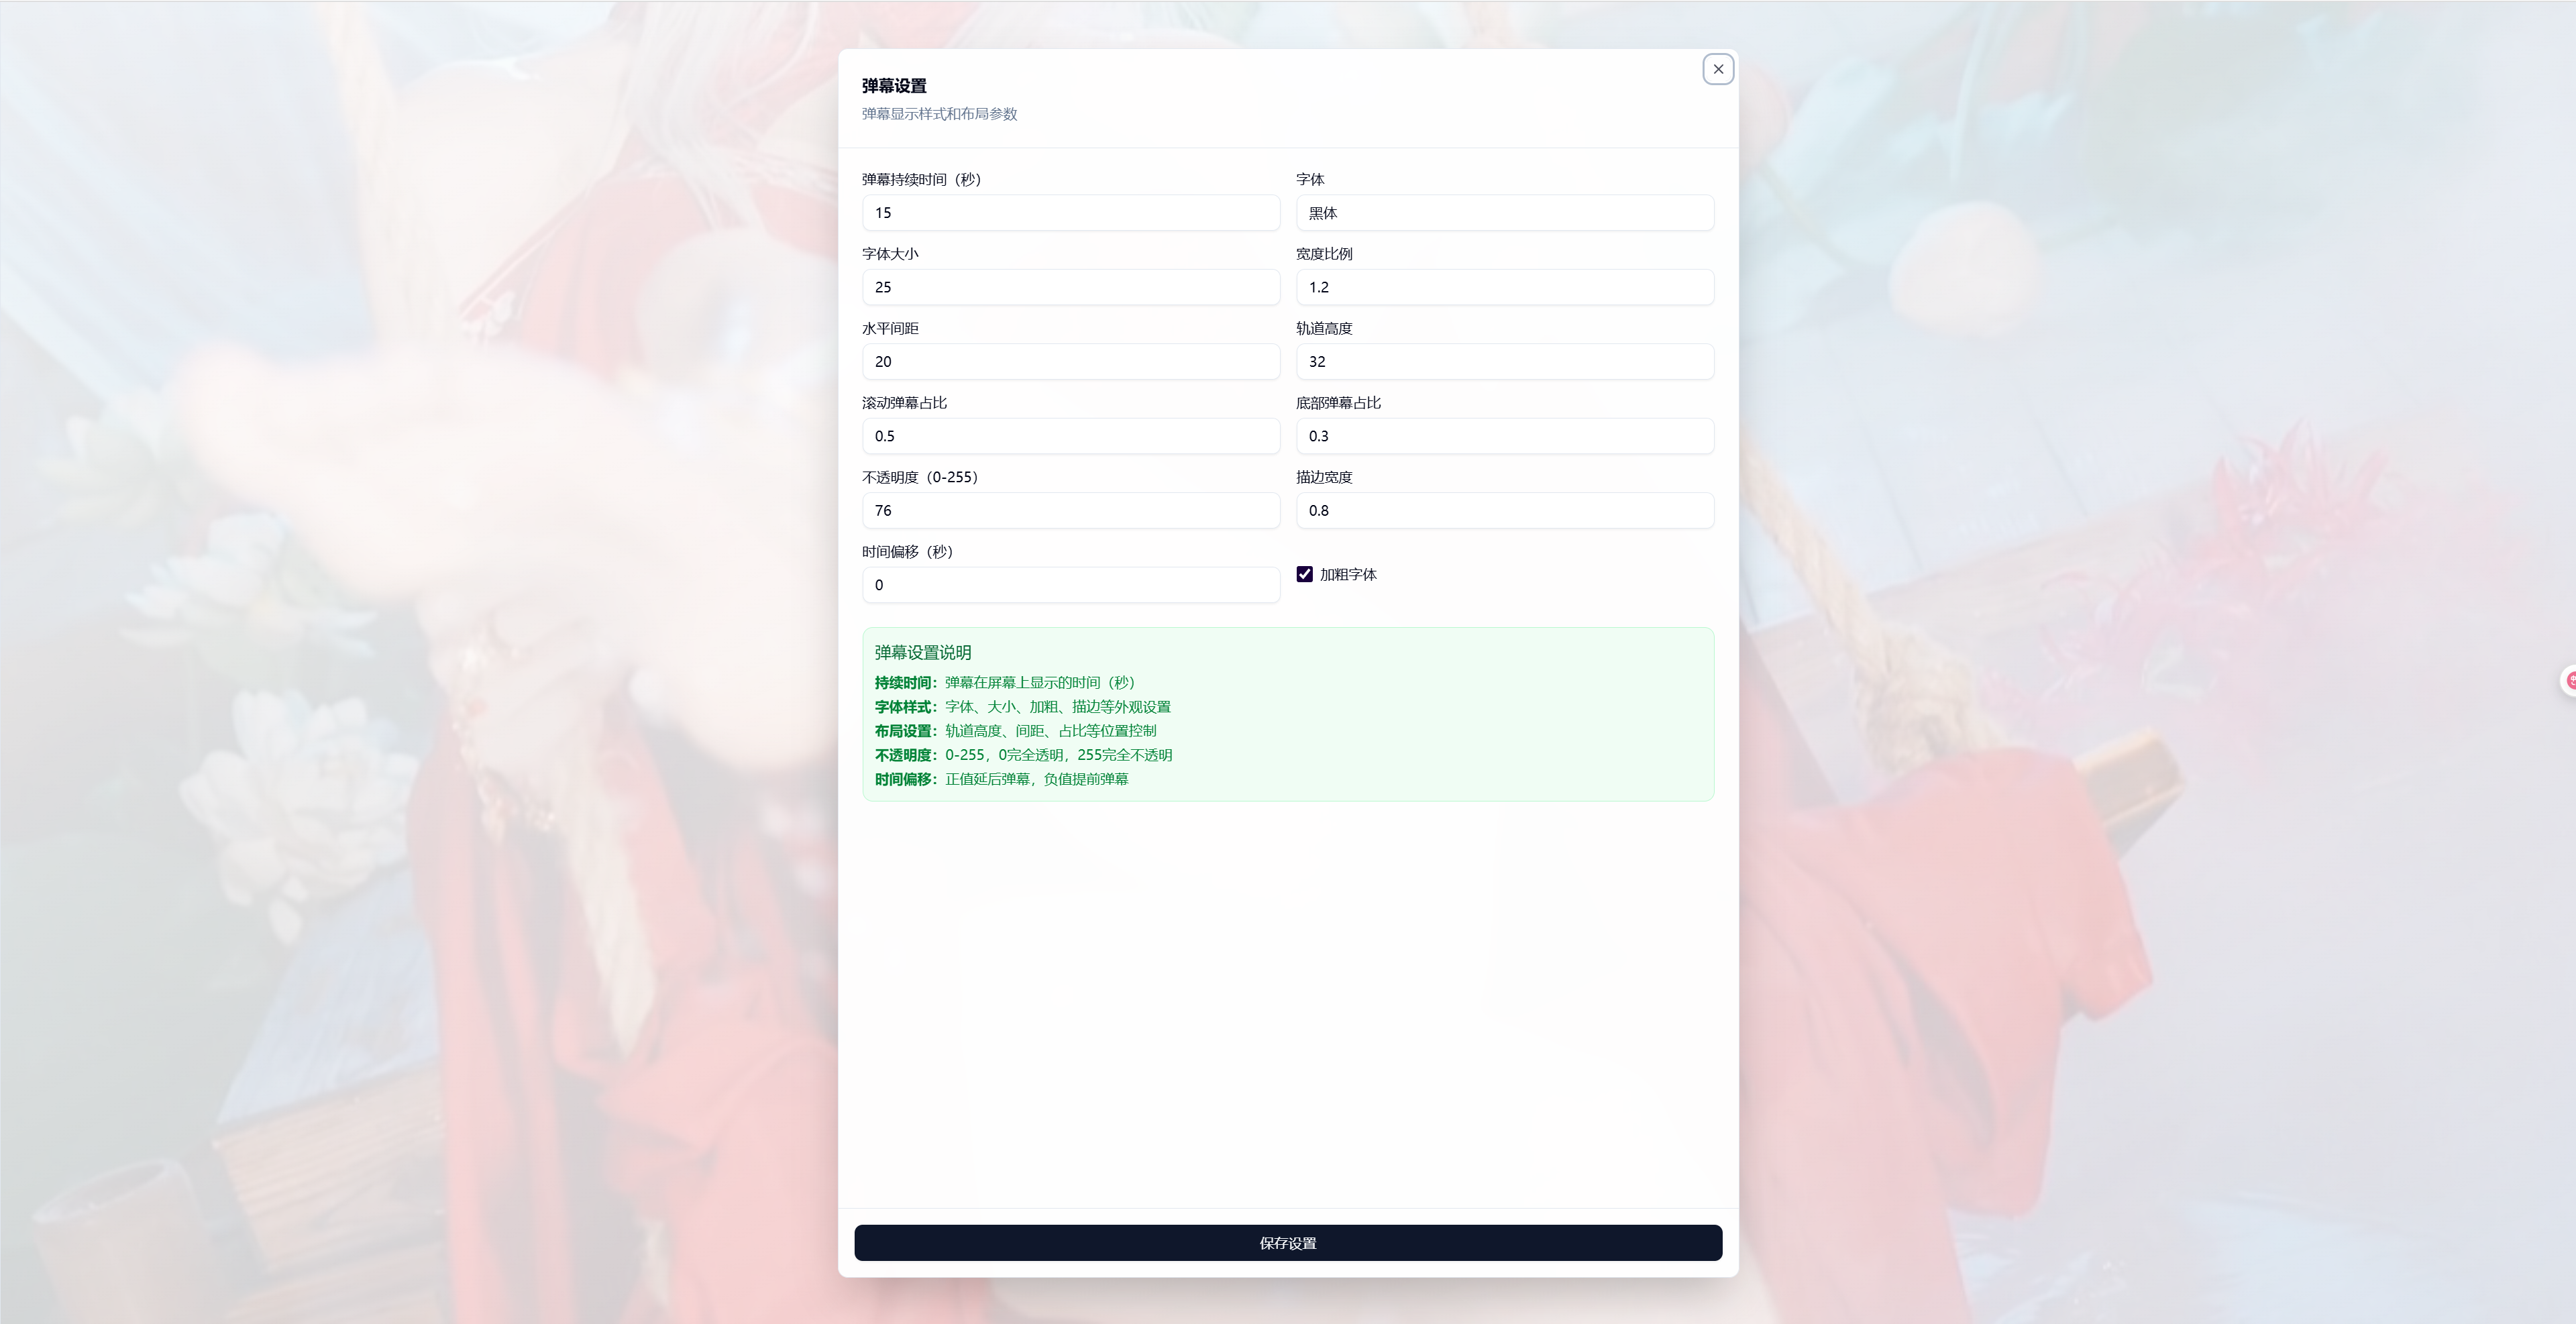 弹幕设置
弹幕显示样式和布局参数
弹幕持续时间（秒）
15
字体
黑体
字体大小
25
宽度比例
1.2
水平间距
20
轨道高度
32
滚动弹幕占比
0.5
底部弹幕占比
0.3
不透明度（0-255）
76
描边宽度
0.8
时间偏移（秒）
0
加粗字体
弹幕设置说明
持续时间：弹幕在屏幕上显示的时间（秒）
字体样式：字体、大小、加粗、描边等外观设置
布局设置：轨道高度、间距、占比等位置控制
不透明度：0-255，0完全透明，255完全不透明
时间偏移：正值延后弹幕，负值提前弹幕
保存设置